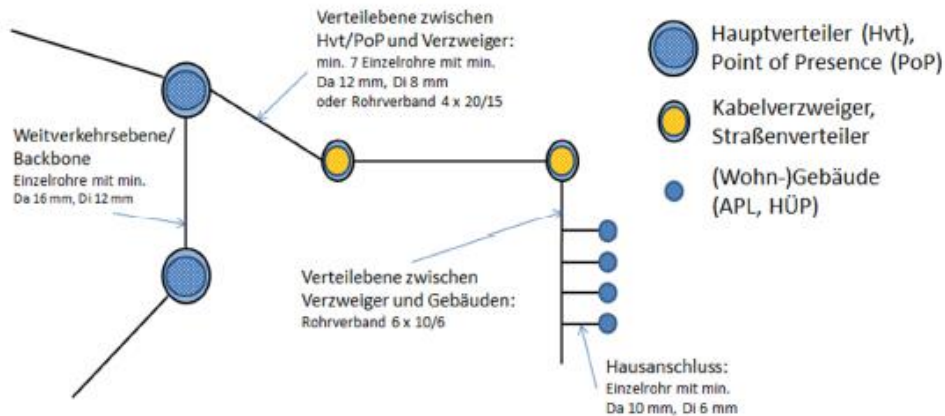 Verteilebene zwischen
Hvt/PoP und Verzweiger:
min. 7 Einzelrohre mit min.
Da 12 mm, Di 8 mm
oder Rohrverband 4 x 20/15
Weitverkehrsebene/
Backbone
Einzelrohre mit min.
Da 16 mm, Di 12 mm
Verteilebene zwischen
Verzweiger und Gebäuden:
Rohrverband 6 x 10/6
Hausanschluss:
Einzelrohr mit min.
Da 10 mm, Di 6 mm
Hauptverteiler (Hvt),
Point of Presence (PoP)
Kabelverzweiger,
Straßenverteiler
(Wohn-)Gebäude
(APL, HÜP)